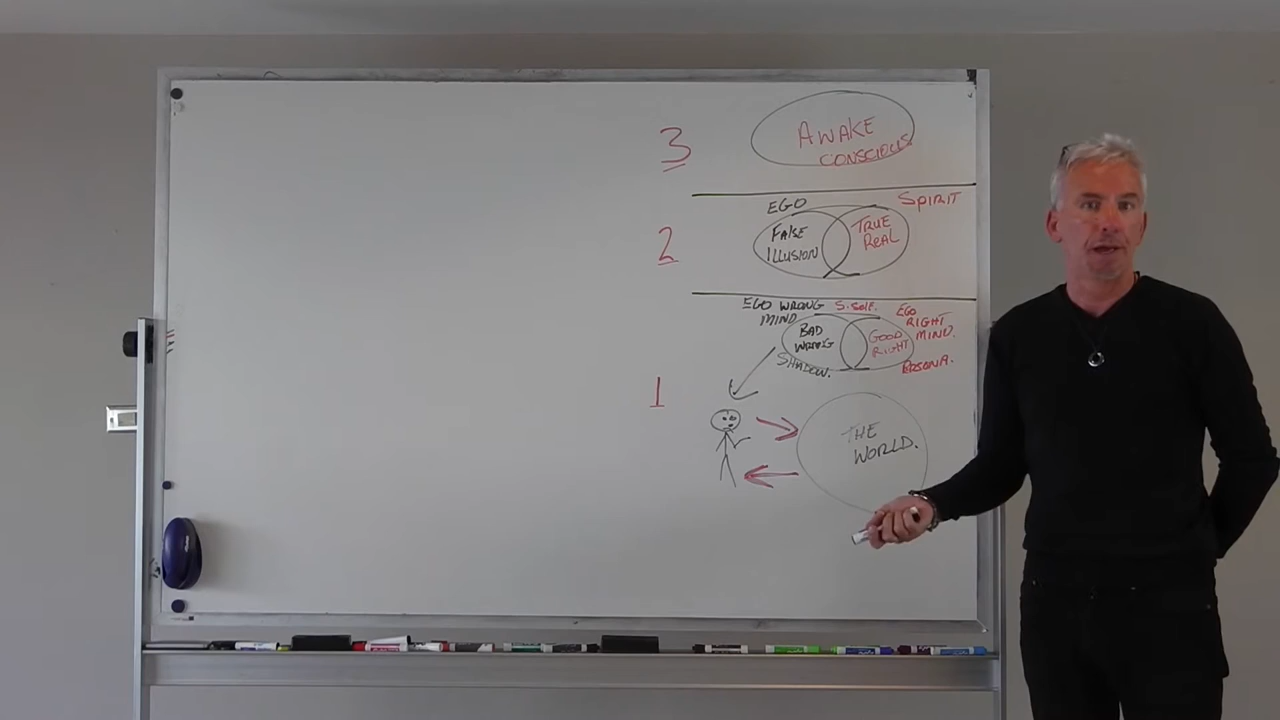 3
AWAKE
CONSCIOUS
2
EGO
SPIRIT
FALSE
ILLUSION
TRUE
REAL
1
EGO WRONG
MIND
S. SELF.
EGO
RIGHT
MIND.
BAD
WRONG
GOOD
RIGHT
SHADOW.
PERSONA.
THE
WORLD.